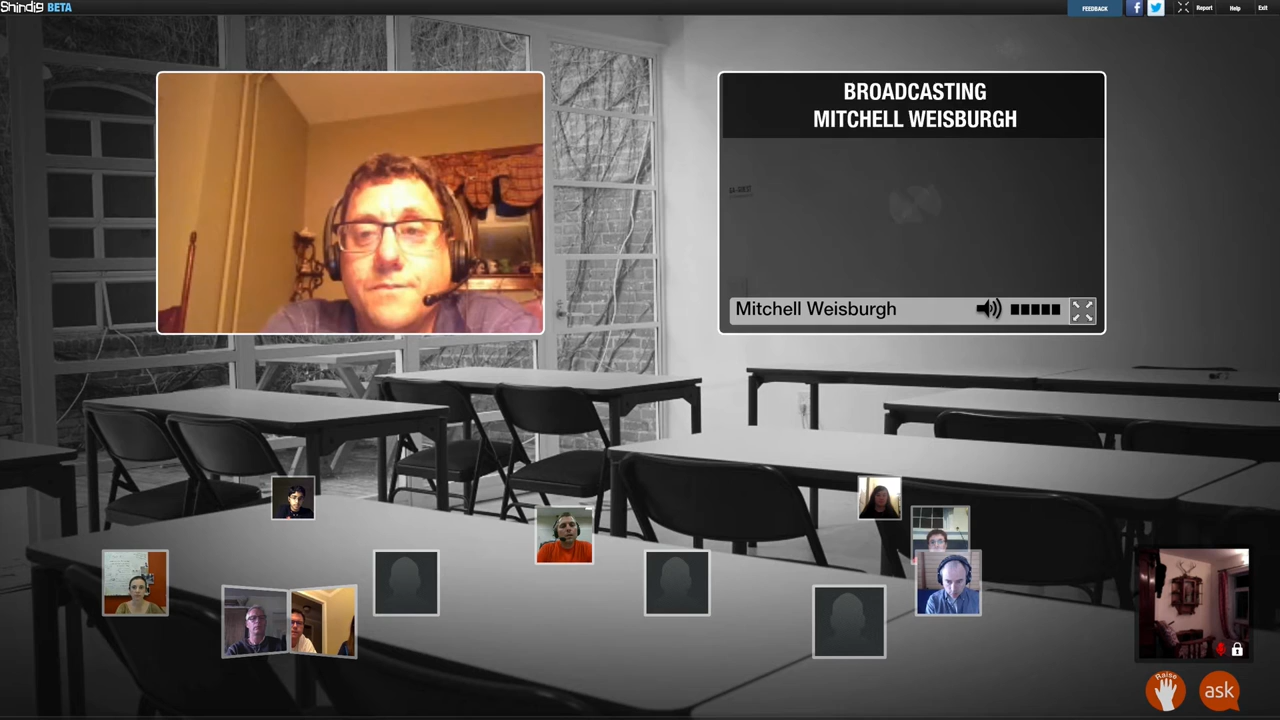 Shindig BETA
FEEDBACK
Report
Help
Exit
BROADCASTING
MITCHELL WEISBURGH
Mitchell Weisburgh
Raise
ask